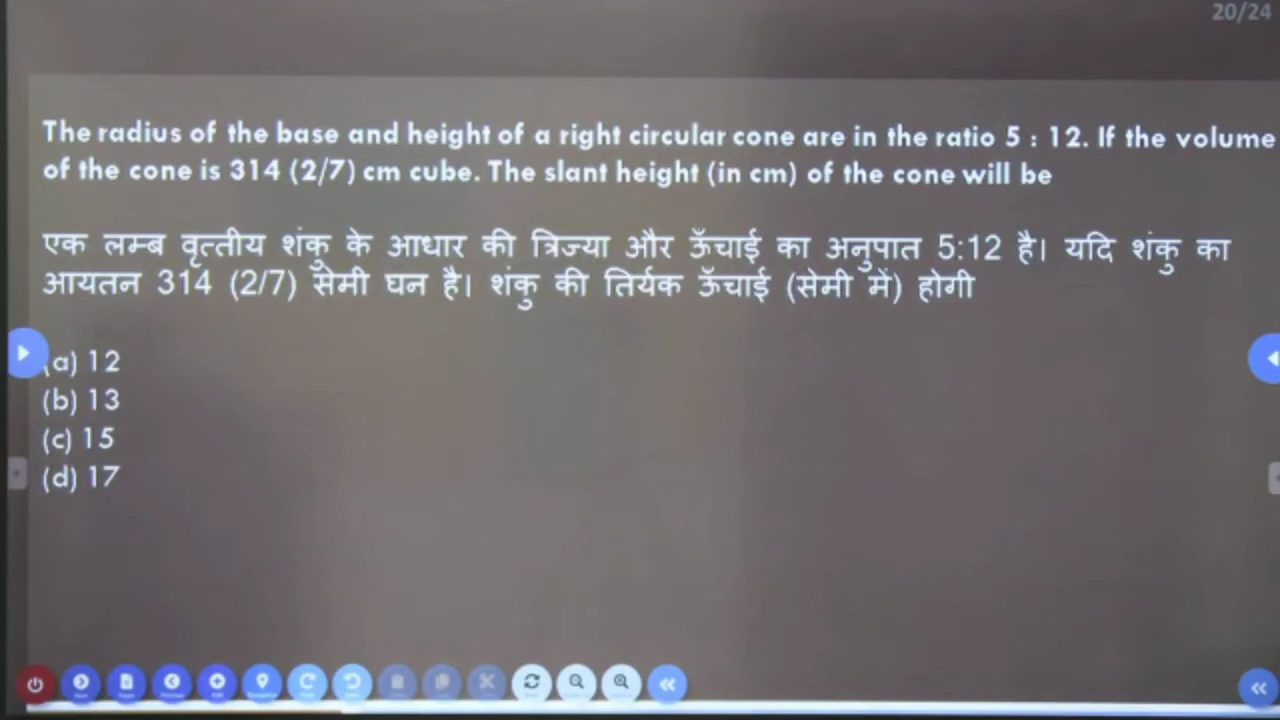 20/24
The radius of the base and height of a right circular cone are in the ratio 5 : 12. If the volume
of the cone is 314 (2/7) cm cube. The slant height (in cm) of the cone will be
एक लम्ब वृत्तीय शंकु के आधार की त्रिज्या और ऊँचाई का अनुपात 5:12 है। यदि शंकु का
आयतन 314 (2/7) सेमी घन है। शंकु की तिर्यक ऊँचाई (सेमी में) होगी
(a) 12
(b) 13
(c) 15
(d) 17